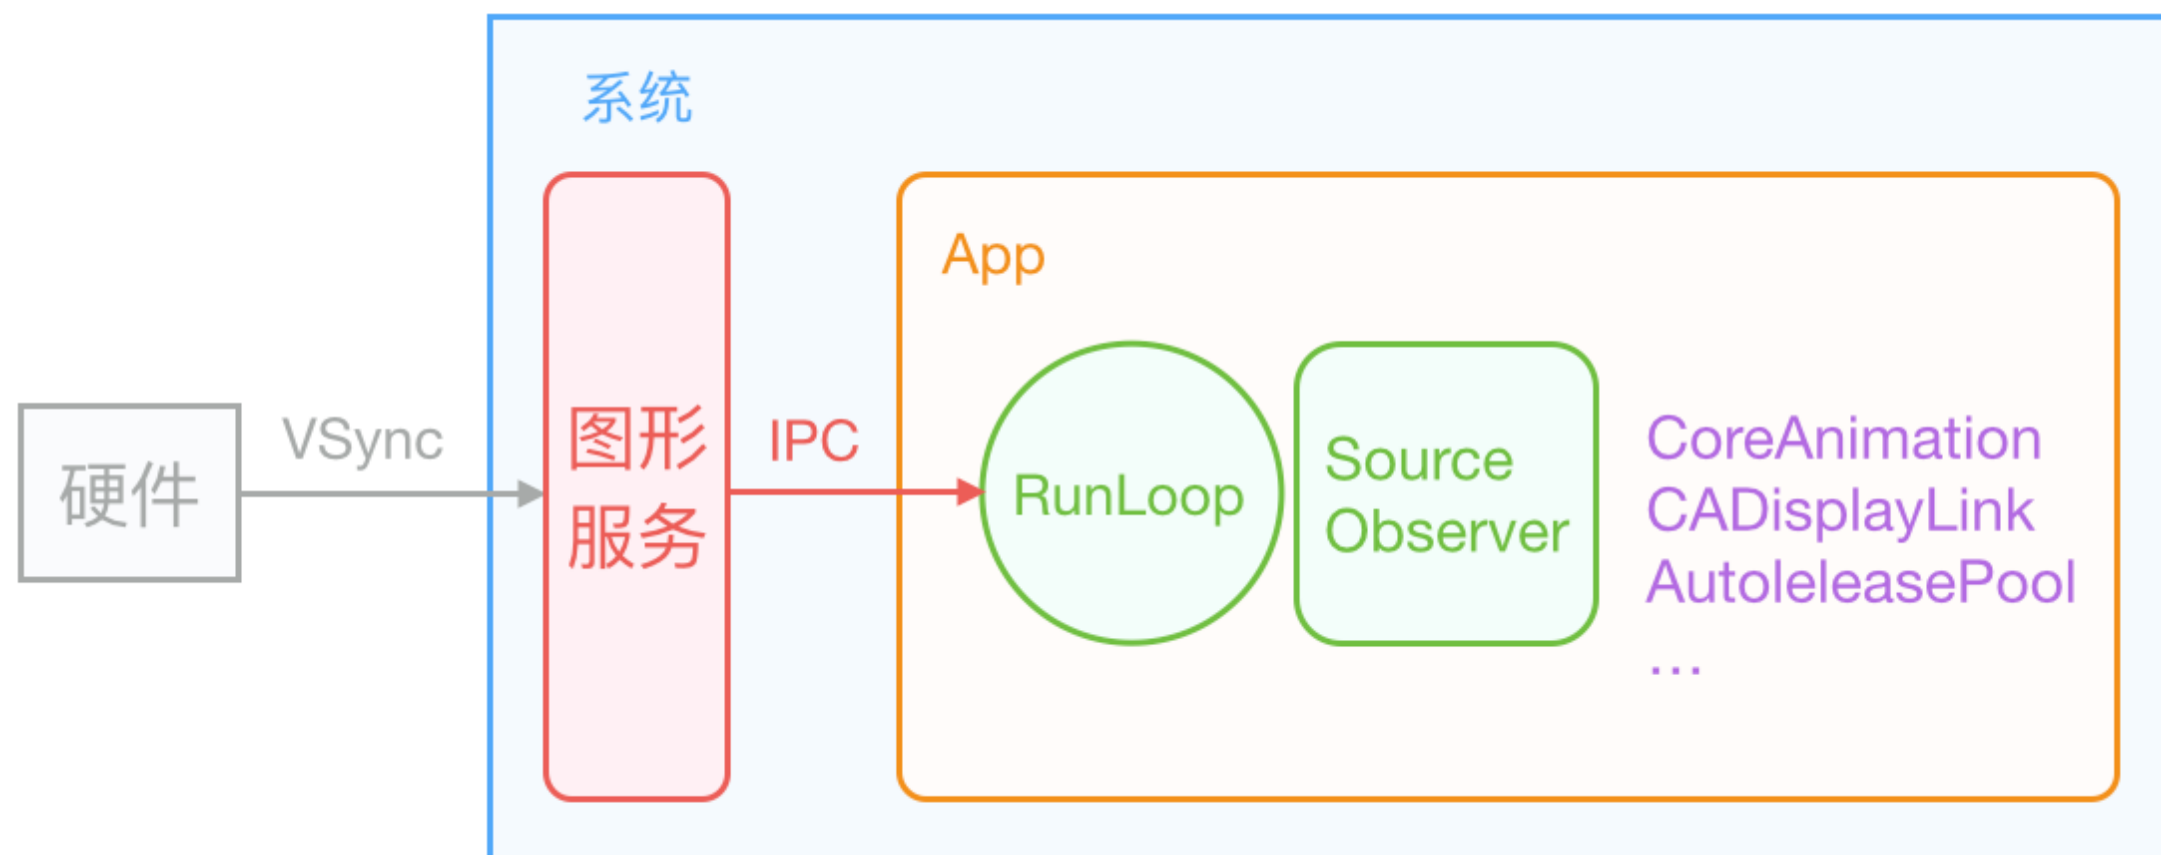 系统
App
硬件
VSync
图形
服务
IPC
RunLoop
Source
Observer
CoreAnimation
CADisplayLink
AutoleleasePool
...